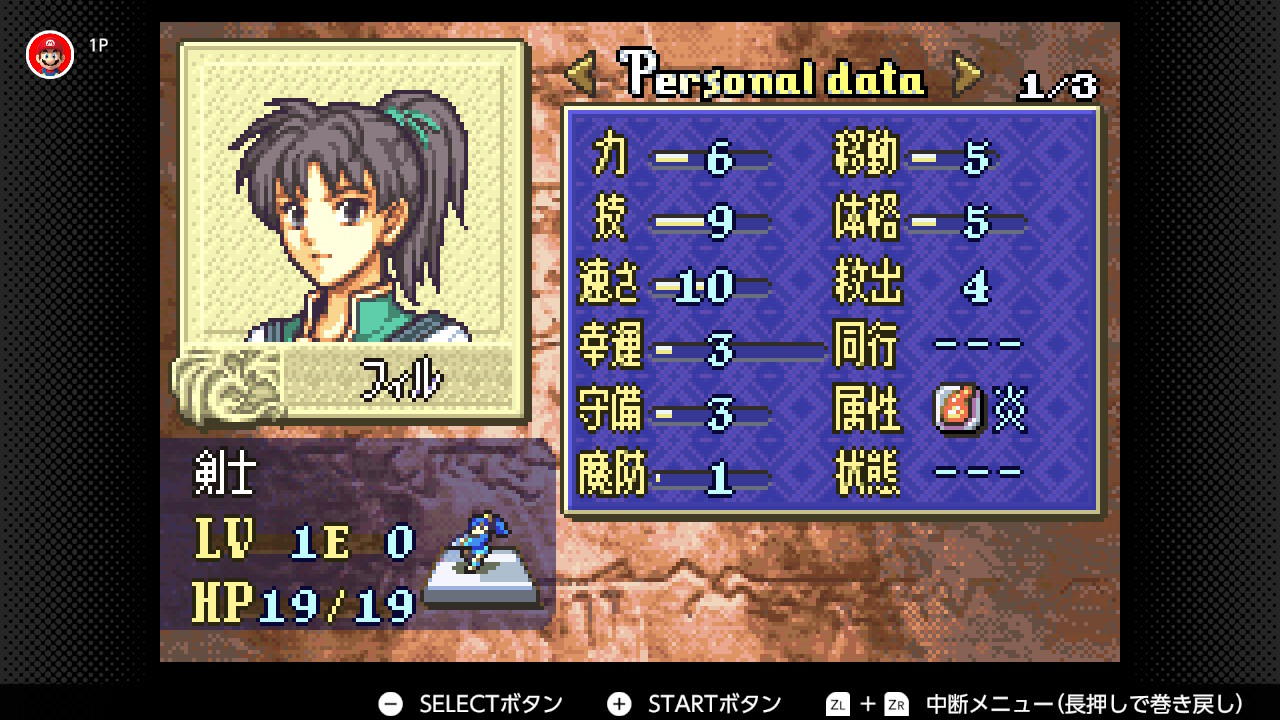 1P
Personal data 1/3
力 6 移動 5
技 9 体格 5
速さ 10 救出 4
幸運 3 同行 ---
守備 3 属性 炎
魔防 1 状態 ---
フィル
剣士
LV 1 E 0
HP 19/19
SELECTボタン STARTボタン ZL + ZR 中断メニュー(長押しで巻き戻し)